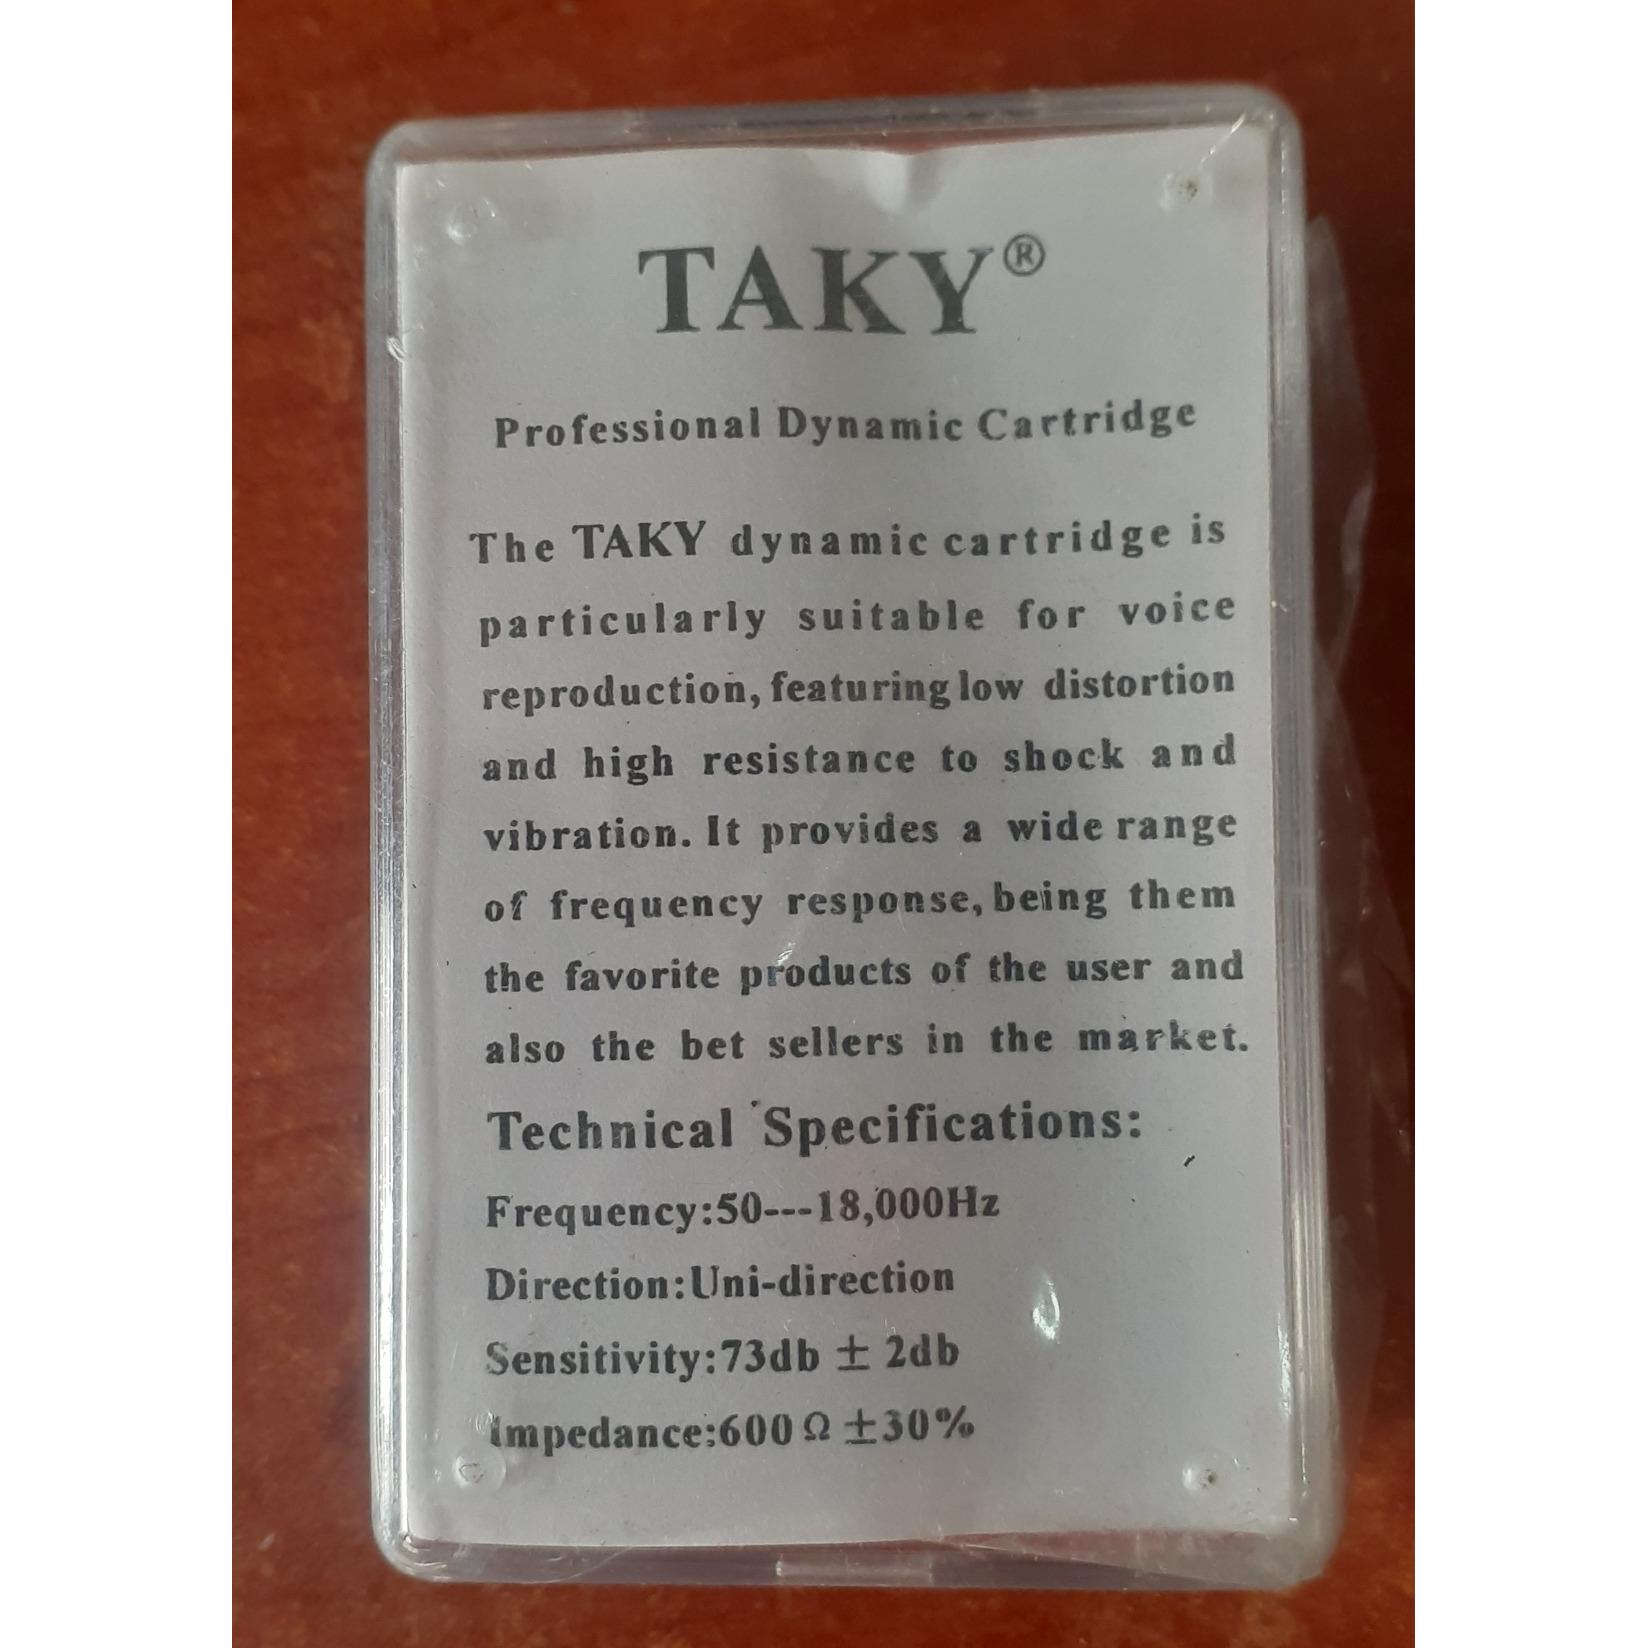 TAKY®
Professional Dynamic Cartridge
The TAKY dynamic cartridge is
particularly suitable for voice
reproduction, featuring low distortion
and high resistance to shock and
vibration. It provides a wide range
of frequency response, being them
the favorite products of the user and
also the bet sellers in the market.
Technical Specifications:
Frequency:50---18,000Hz
Direction:Uni-direction
Sensitivity:73db ± 2db
Impedance:600 Ω ±30%